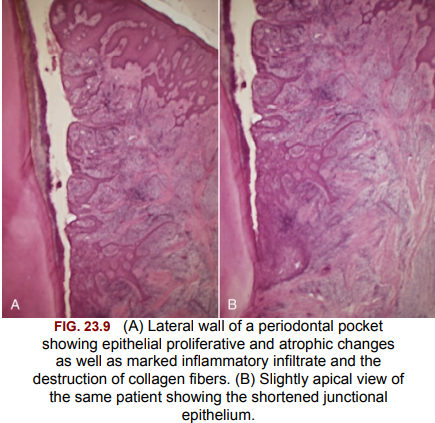 A
B
FIG. 23.9 (A) Lateral wall of a periodontal pocket
showing epithelial proliferative and atrophic changes
as well as marked inflammatory infiltrate and the
destruction of collagen fibers. (B) Slightly apical view of
the same patient showing the shortened junctional
epithelium.